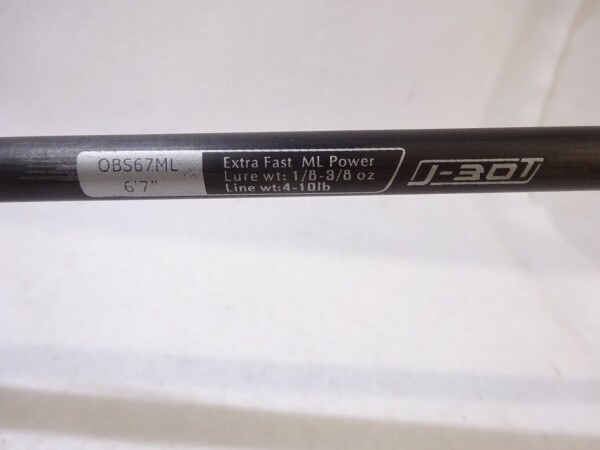 OBS67ML
6'7"
Extra Fast ML Power
Lure wt: 1/8-3/8 oz
Line wt:4-10lb
J-30T